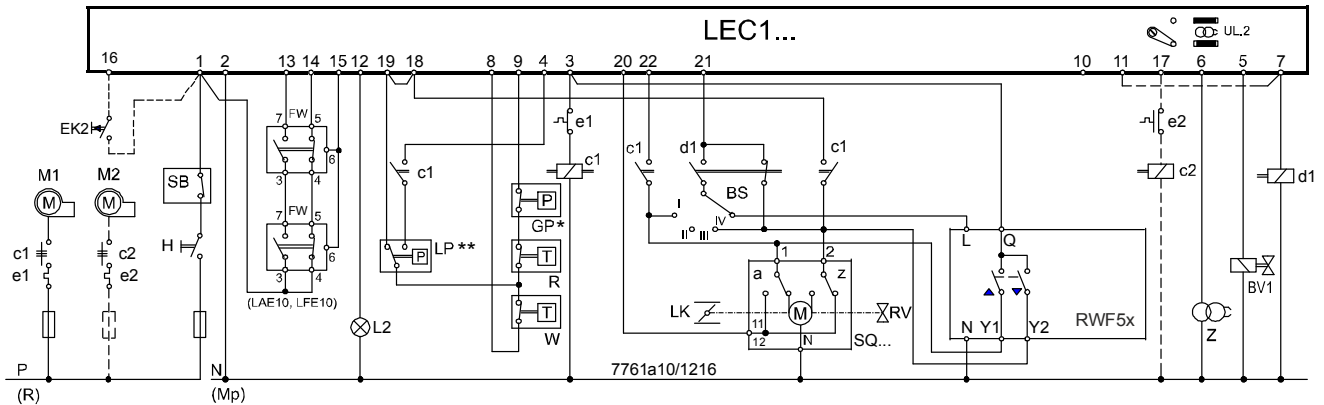 LEC1...
UL.2
16 1 2 13 14 15 12 19 18 8 9 4 3 20 22 21 10 11 17 6 5 7
EK2
7 FW 5
6
3 4
7 FW 5
6
3 4
(LAE10, LFE10)
M1 M2
M M
SB
H
c1 c2
e1 e2
L2
c1
LP**
P
P
GP*
T
R
T
W
e1
c1
c1 d1 c1
BS
I
II III IV
1 2
a z
M
LK RV
11
12
N
SQ...
L Q
N Y1 Y2
RWF5x
e2
c2
Z
BV1
d1
P N
(R) (Mp)
7761a10/1216